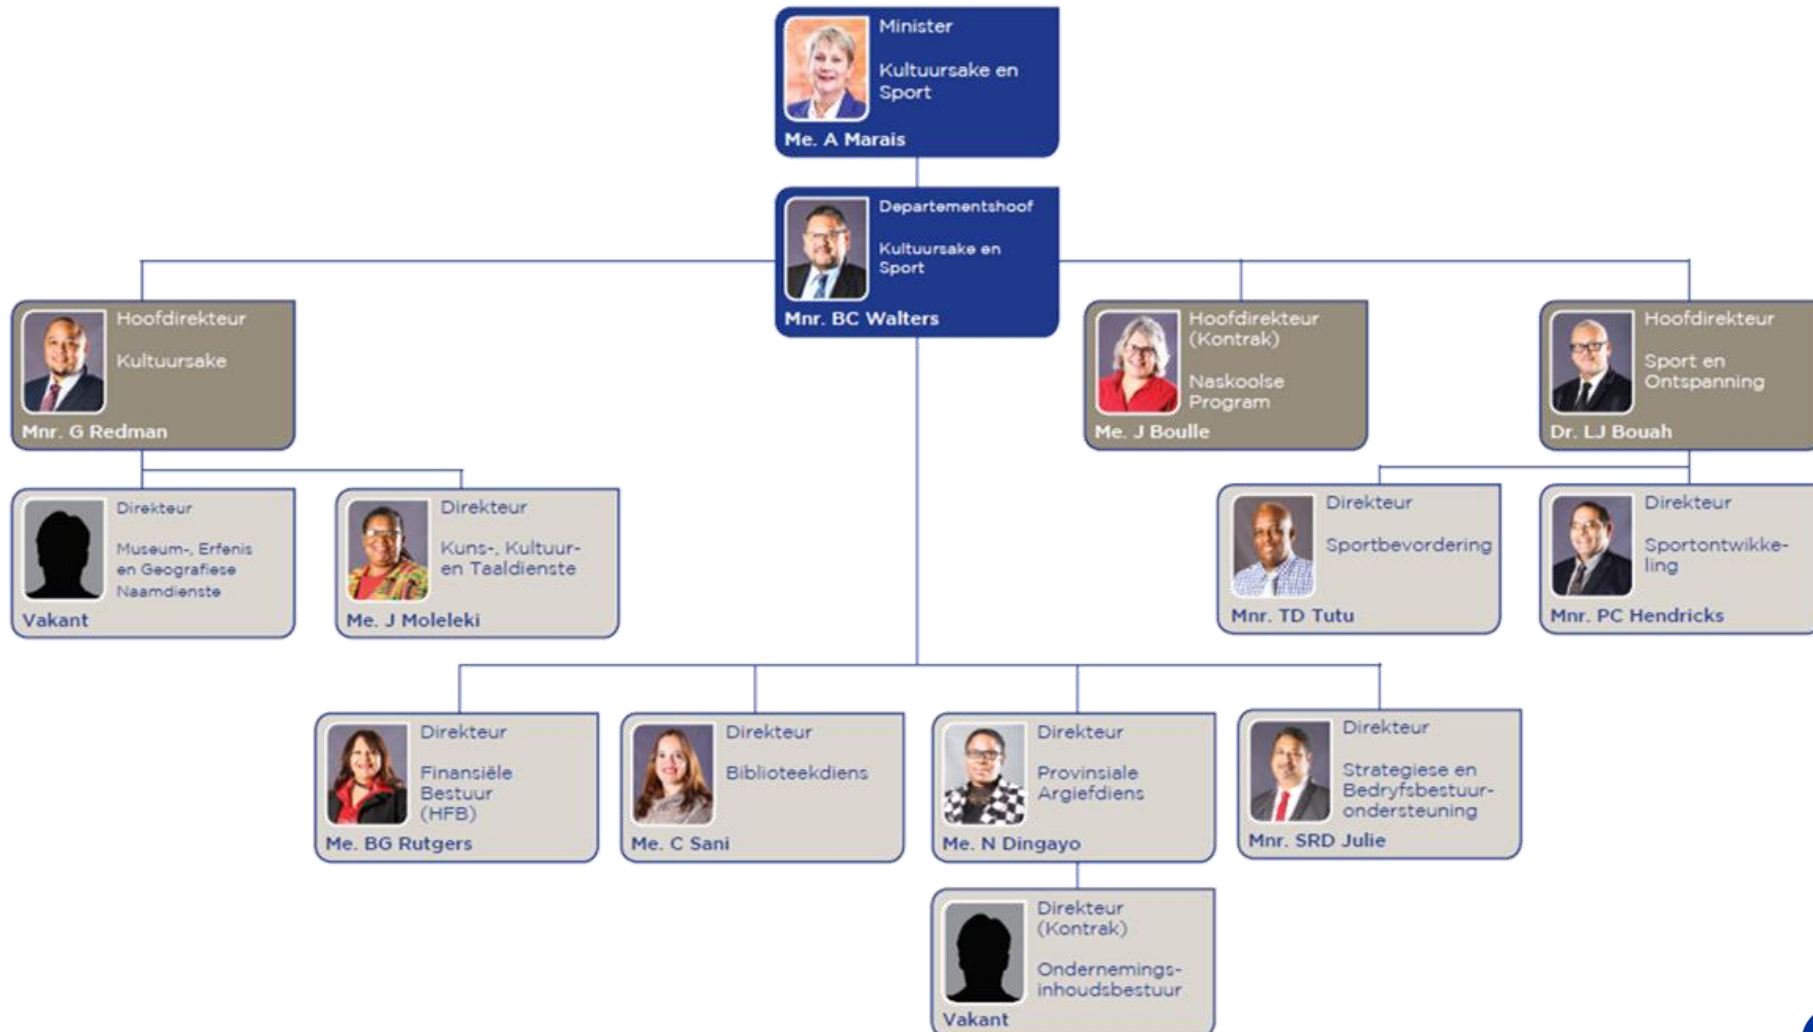 Minister
Kultuursake en
Sport
Me. A Marais
Departementshoof
Kultuursake en
Sport
Mnr. BC Walters
Hoofdirekteur
Kultuursake
Mnr. G Redman
Hoofdirekteur
(Kontrak)
Naskoolse
Program
Me. J Boulle
Hoofdirekteur
Sport en
Ontspanning
Dr. LJ Bouah
Direkteur
Museum-, Erfenis
en Geografiese
Naamdienste
Vakant
Direkteur
Kuns-, Kultuur-
en Taaldienste
Me. J Moleleki
Direkteur
Sportbevordering
Mnr. TD Tutu
Direkteur
Sportontwikke-
ling
Mnr. PC Hendricks
Direkteur
Finansiële
Bestuur
(HFB)
Me. BG Rutgers
Direkteur
Biblioteekdiens
Me. C Sani
Direkteur
Provinsiale
Argiefdiens
Me. N Dingayo
Direkteur
Strategiese en
Bedryfsbestuur-
ondersteuning
Mnr. SRD Julie
Direkteur
(Kontrak)
Ondernemings-
inhoudsbestuur
Vakant